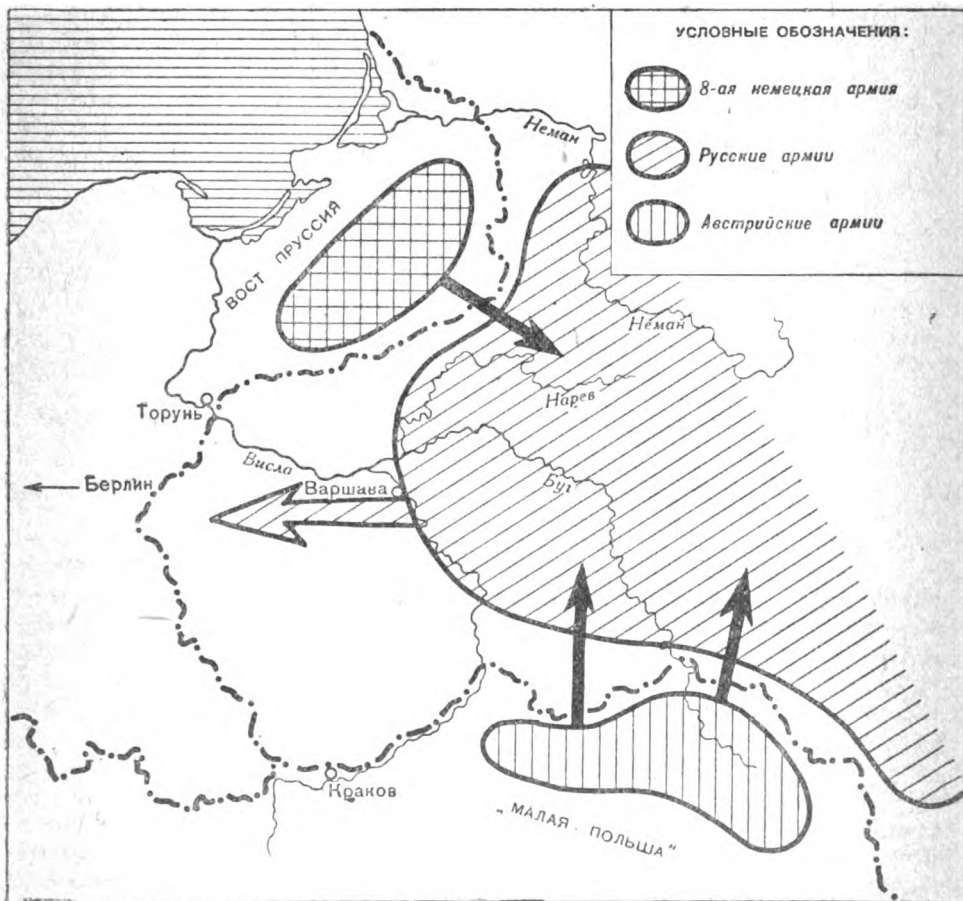 УСЛОВНЫЕ ОБОЗНАЧЕНИЯ:
8-ая немецкая армия
Русские армии
Австрийские армии
Неман
ВОСТ ПРУССИЯ
Неман
Нарев
Торунь
Висла
Буг
Берлин
Варшава
Краков
„МАЛАЯ ПОЛЬША"